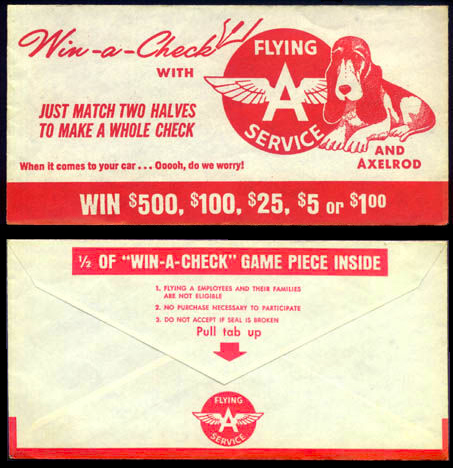 Win-a-Check
WITH
FLYING
A
SERVICE
JUST MATCH TWO HALVES
TO MAKE A WHOLE CHECK
AND
AXELROD
When it comes to your car... Ooooh, do we worry!
WIN $500, $100, $25, $5 or $100
½ OF "WIN-A-CHECK" GAME PIECE INSIDE
1. FLYING A EMPLOYEES AND THEIR FAMILIES
ARE NOT ELIGIBLE
2. NO PURCHASE NECESSARY TO PARTICIPATE
3. DO NOT ACCEPT IF SEAL IS BROKEN
Pull tab up
FLYING
A
SERVICE